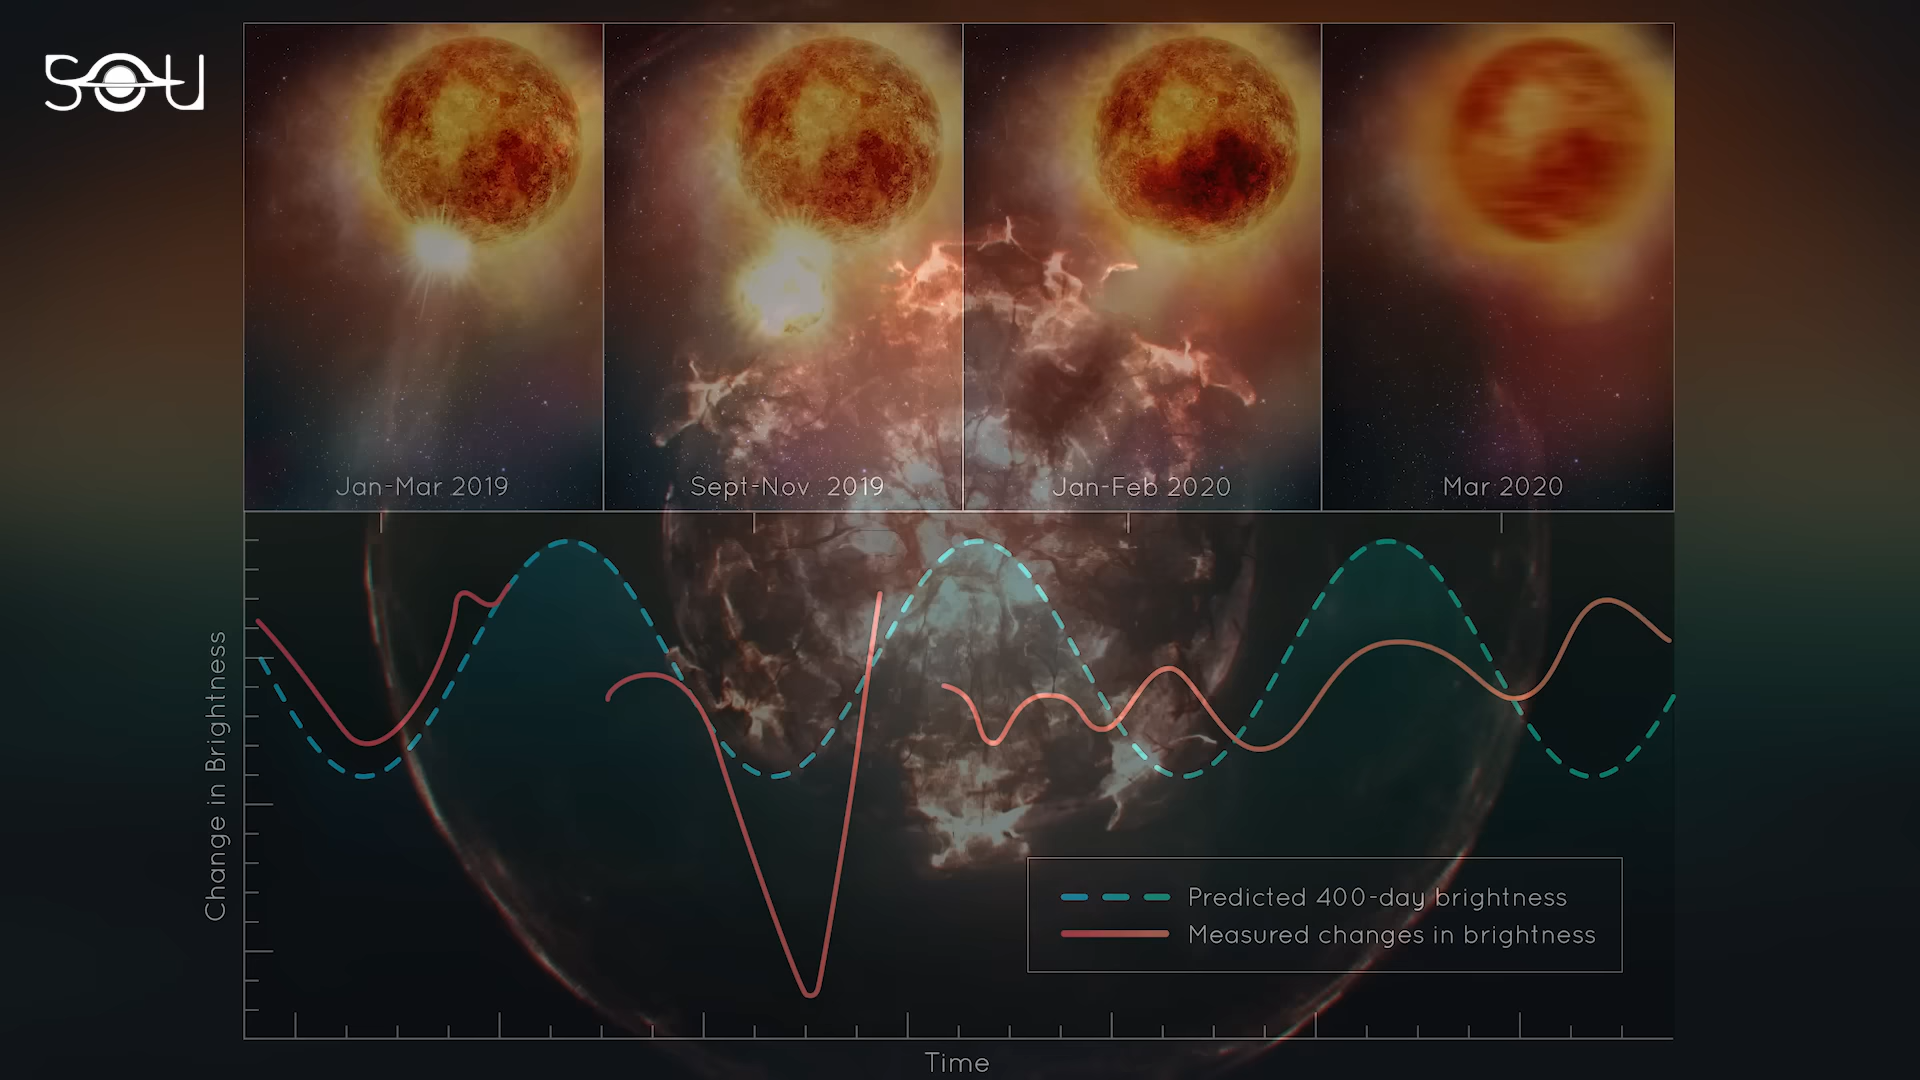 SOU
Jan-Mar 2019
Sept-Nov 2019
Jan-Feb 2020
Mar 2020
Change in Brightness
Predicted 400-day brightness
Measured changes in brightness
Time